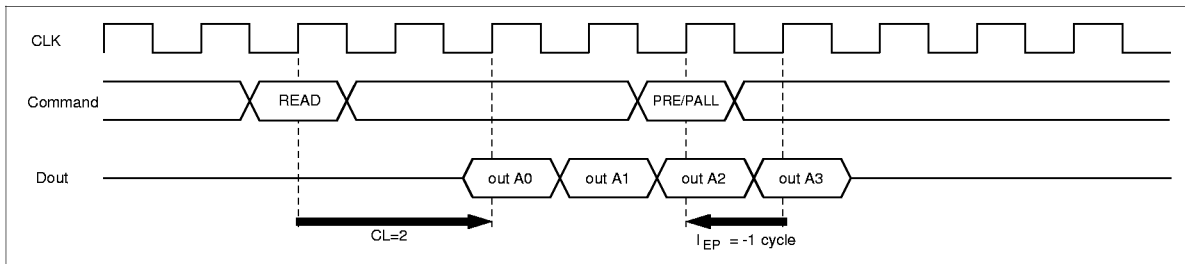 CLK
Command READ PRE/PALL
Dout out A0 out A1 out A2 out A3
CL=2 lEP = -1 cycle